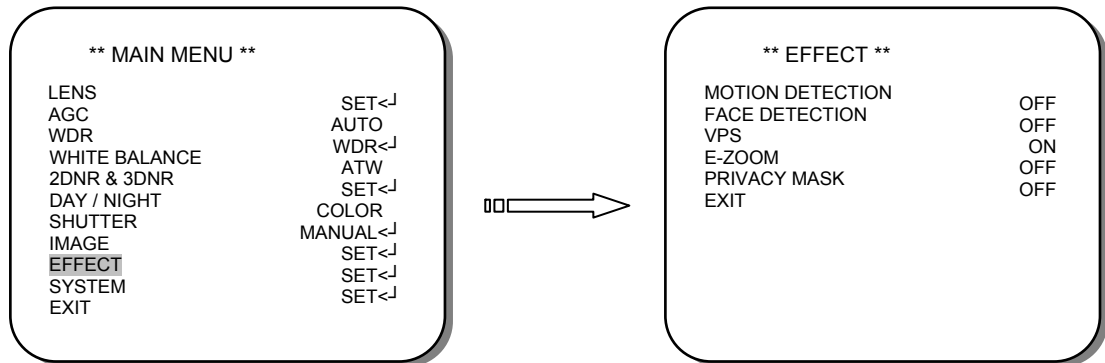 ** MAIN MENU **
LENS SET<┘
AGC AUTO
WDR WDR<┘
WHITE BALANCE ATW
2DNR & 3DNR SET<┘
DAY / NIGHT COLOR
SHUTTER MANUAL<┘
IMAGE SET<┘
EFFECT SET<┘
SYSTEM SET<┘
EXIT
** EFFECT **
MOTION DETECTION OFF
FACE DETECTION OFF
VPS ON
E-ZOOM OFF
PRIVACY MASK OFF
EXIT